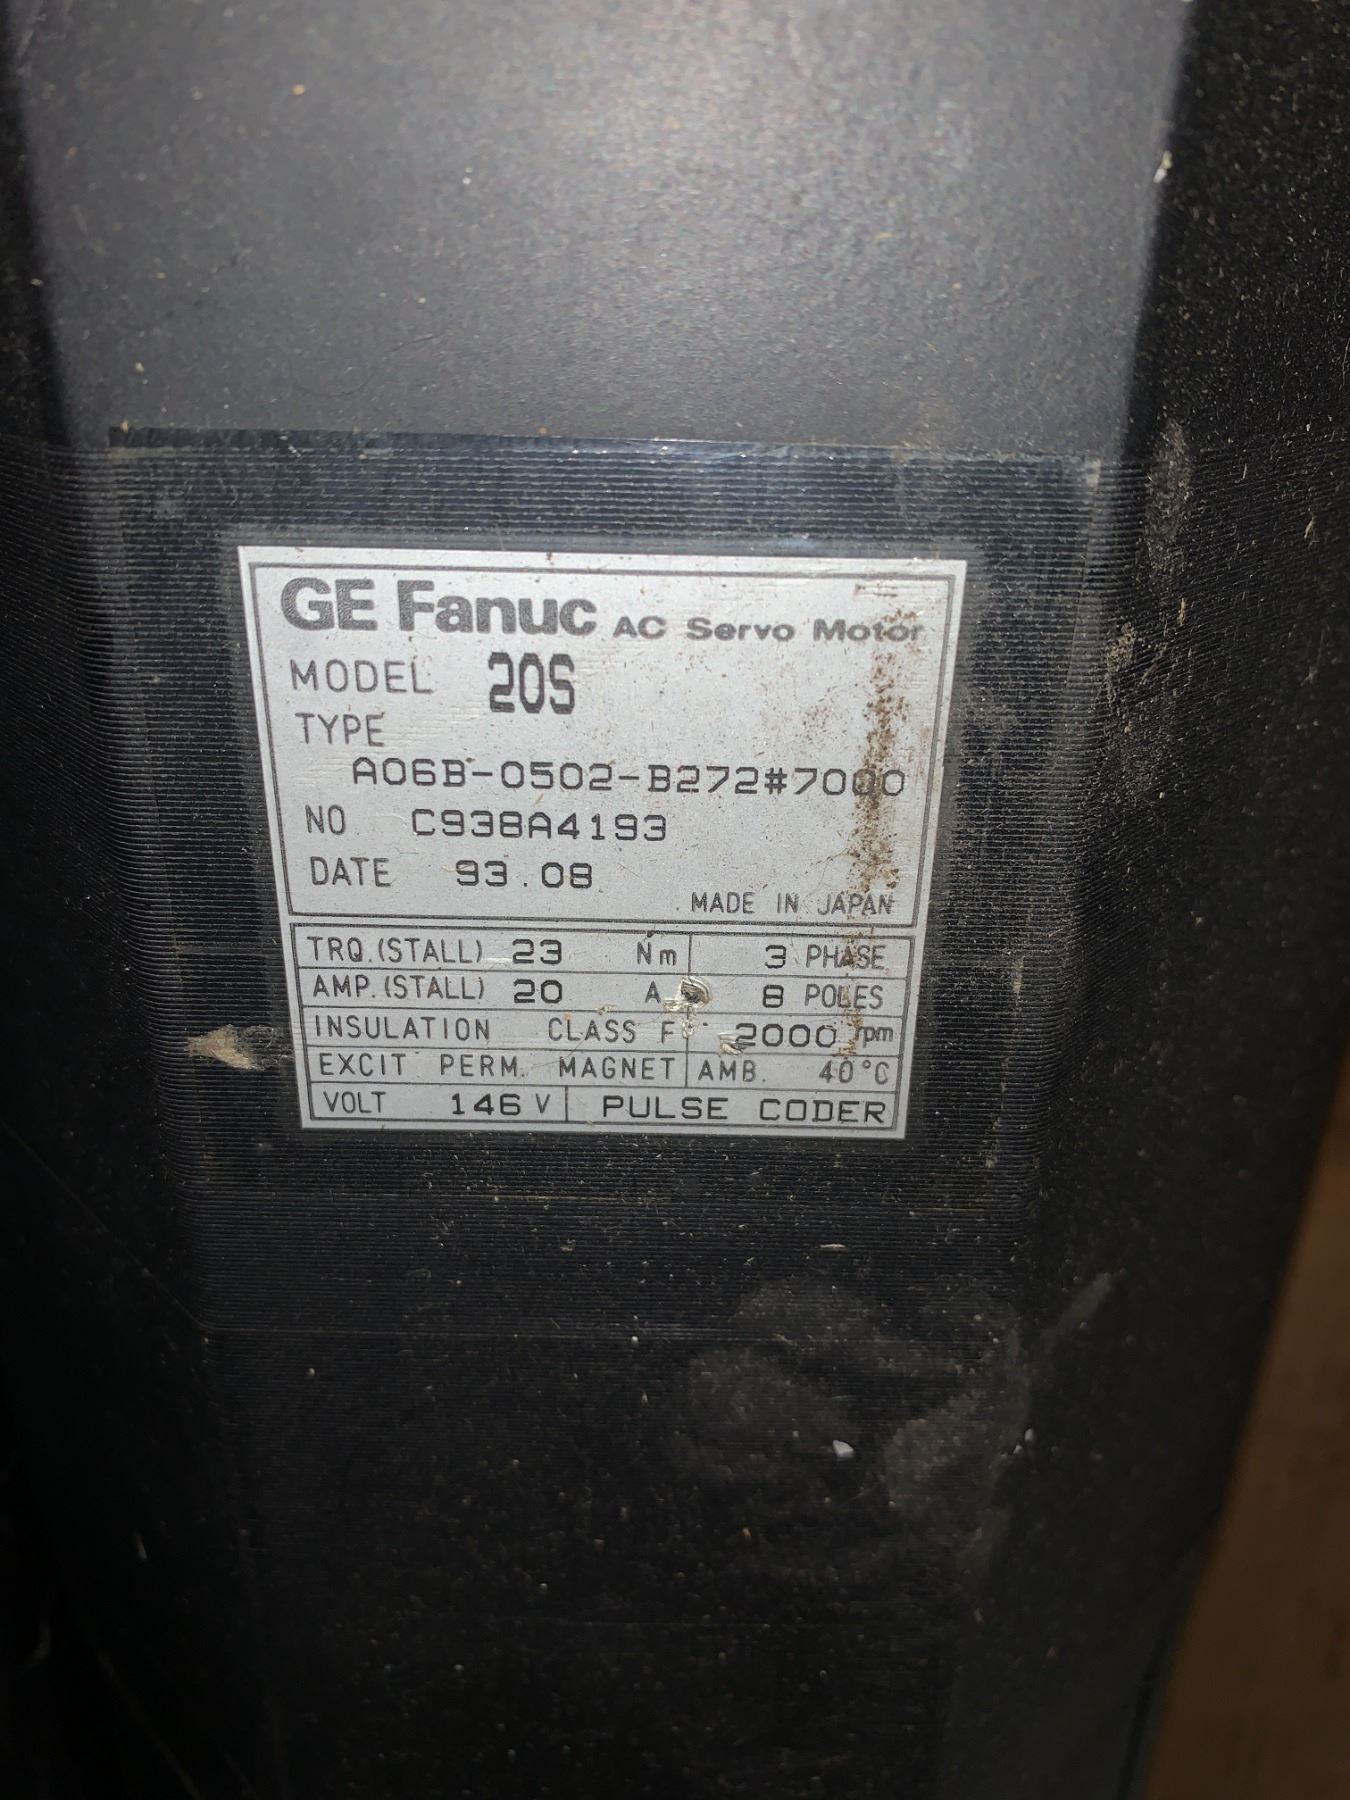 GE Fanuc AC Servo Motor
MODEL 20S
TYPE
A06B-0502-B272#7000
NO C938A4193
DATE 93.08
MADE IN JAPAN
TRQ.(STALL) 23 Nm 3 PHASE
AMP.(STALL) 20 A 8 POLES
INSULATION CLASS F 2000 rpm
EXCIT PERM. MAGNET AMB. 40°C
VOLT 146 V PULSE CODER